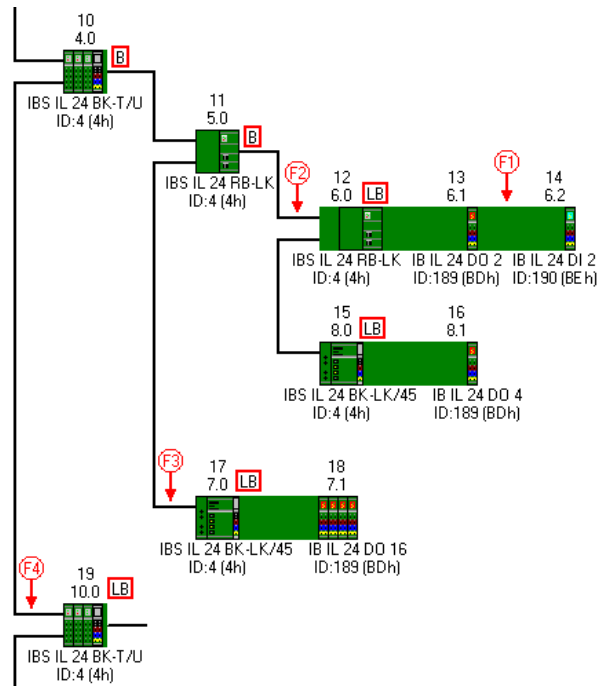 10
4.0
B
IBS IL 24 BK-T/U
ID:4 (4h)
11
5.0
B
IBS IL 24 RB-LK
ID:4 (4h)
F2
F1
12
6.0
LB
IBS IL 24 RB-LK
ID:4 (4h)
13
6.1
IB IL 24 DO 2
ID:189 (BDh)
14
6.2
IB IL 24 DI 2
ID:190 (BEh)
15
8.0
LB
IBS IL 24 BK-LK/45
ID:4 (4h)
16
8.1
IB IL 24 DO 4
ID:189 (BDh)
F3
17
7.0
LB
IBS IL 24 BK-LK/45
ID:4 (4h)
18
7.1
IB IL 24 DO 16
ID:189 (BDh)
F4
19
10.0
LB
IBS IL 24 BK-T/U
ID:4 (4h)